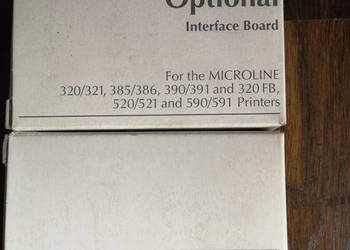 Optional
Interface Board
For the MICROLINE
320/321, 385/386, 390/391 and 320 FB,
520/521 and 590/591 Printers